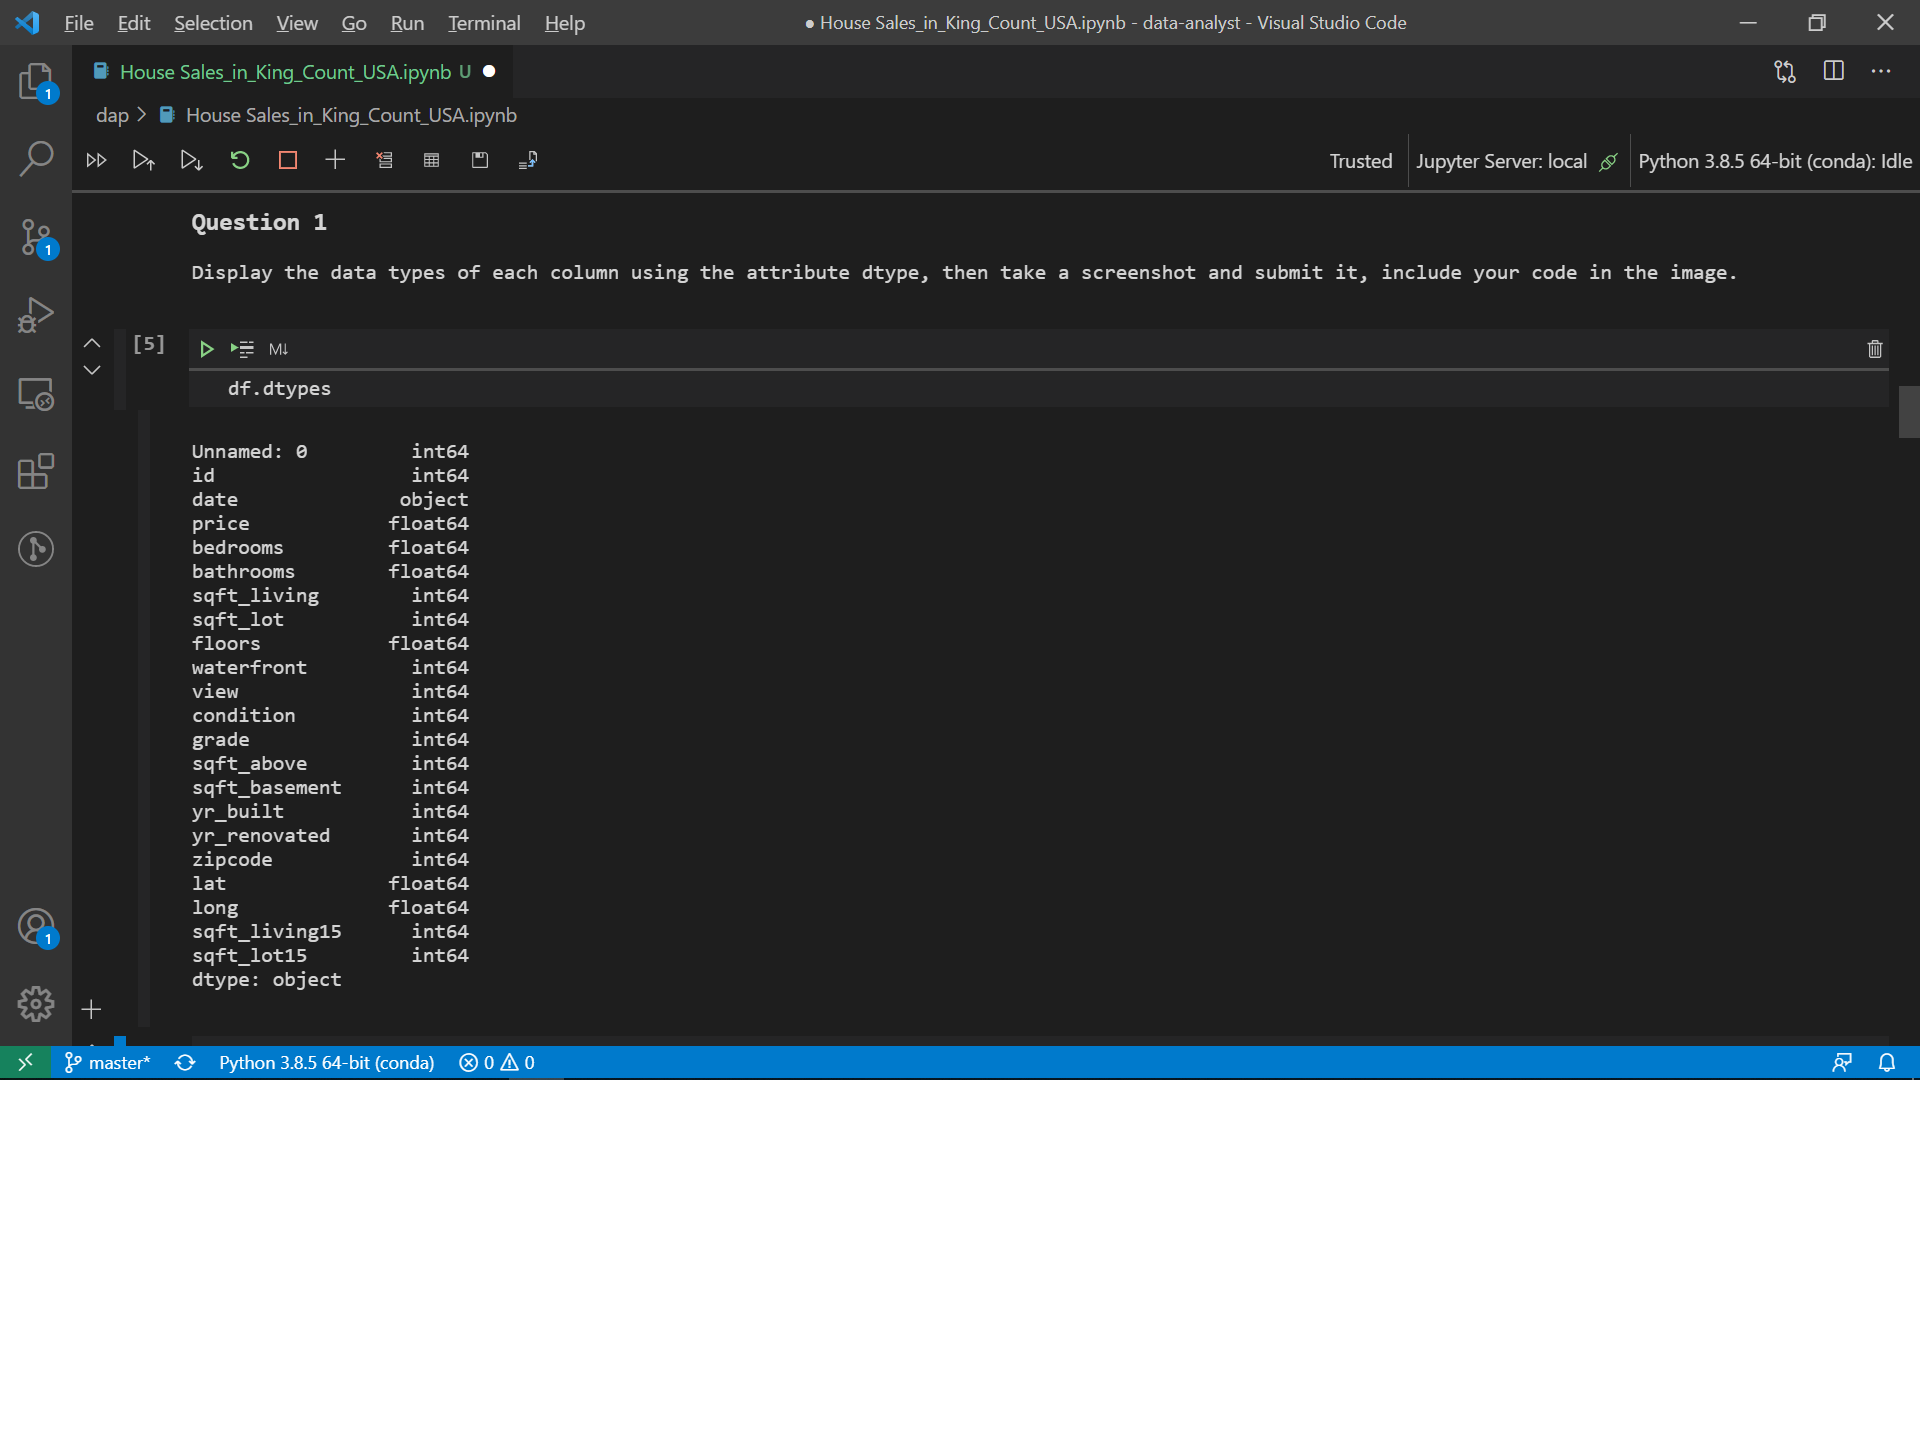 File Edit Selection View Go Run Terminal Help ● House Sales_in_King_Count_USA.ipynb - data-analyst - Visual Studio Code
House Sales_in_King_Count_USA.ipynb U
dap > House Sales_in_King_Count_USA.ipynb
Trusted Jupyter Server: local Python 3.8.5 64-bit (conda): Idle
1
1
Question 1
Display the data types of each column using the attribute dtype, then take a screenshot and submit it, include your code in the image.
[5] M↓
df.dtypes
Unnamed: 0 int64
id int64
date object
price float64
bedrooms float64
bathrooms float64
sqft_living int64
sqft_lot int64
floors float64
waterfront int64
view int64
condition int64
grade int64
sqft_above int64
sqft_basement int64
yr_built int64
yr_renovated int64
zipcode int64
lat float64
long float64
sqft_living15 int64
sqft_lot15 int64
dtype: object
1
master* Python 3.8.5 64-bit (conda) 0 0